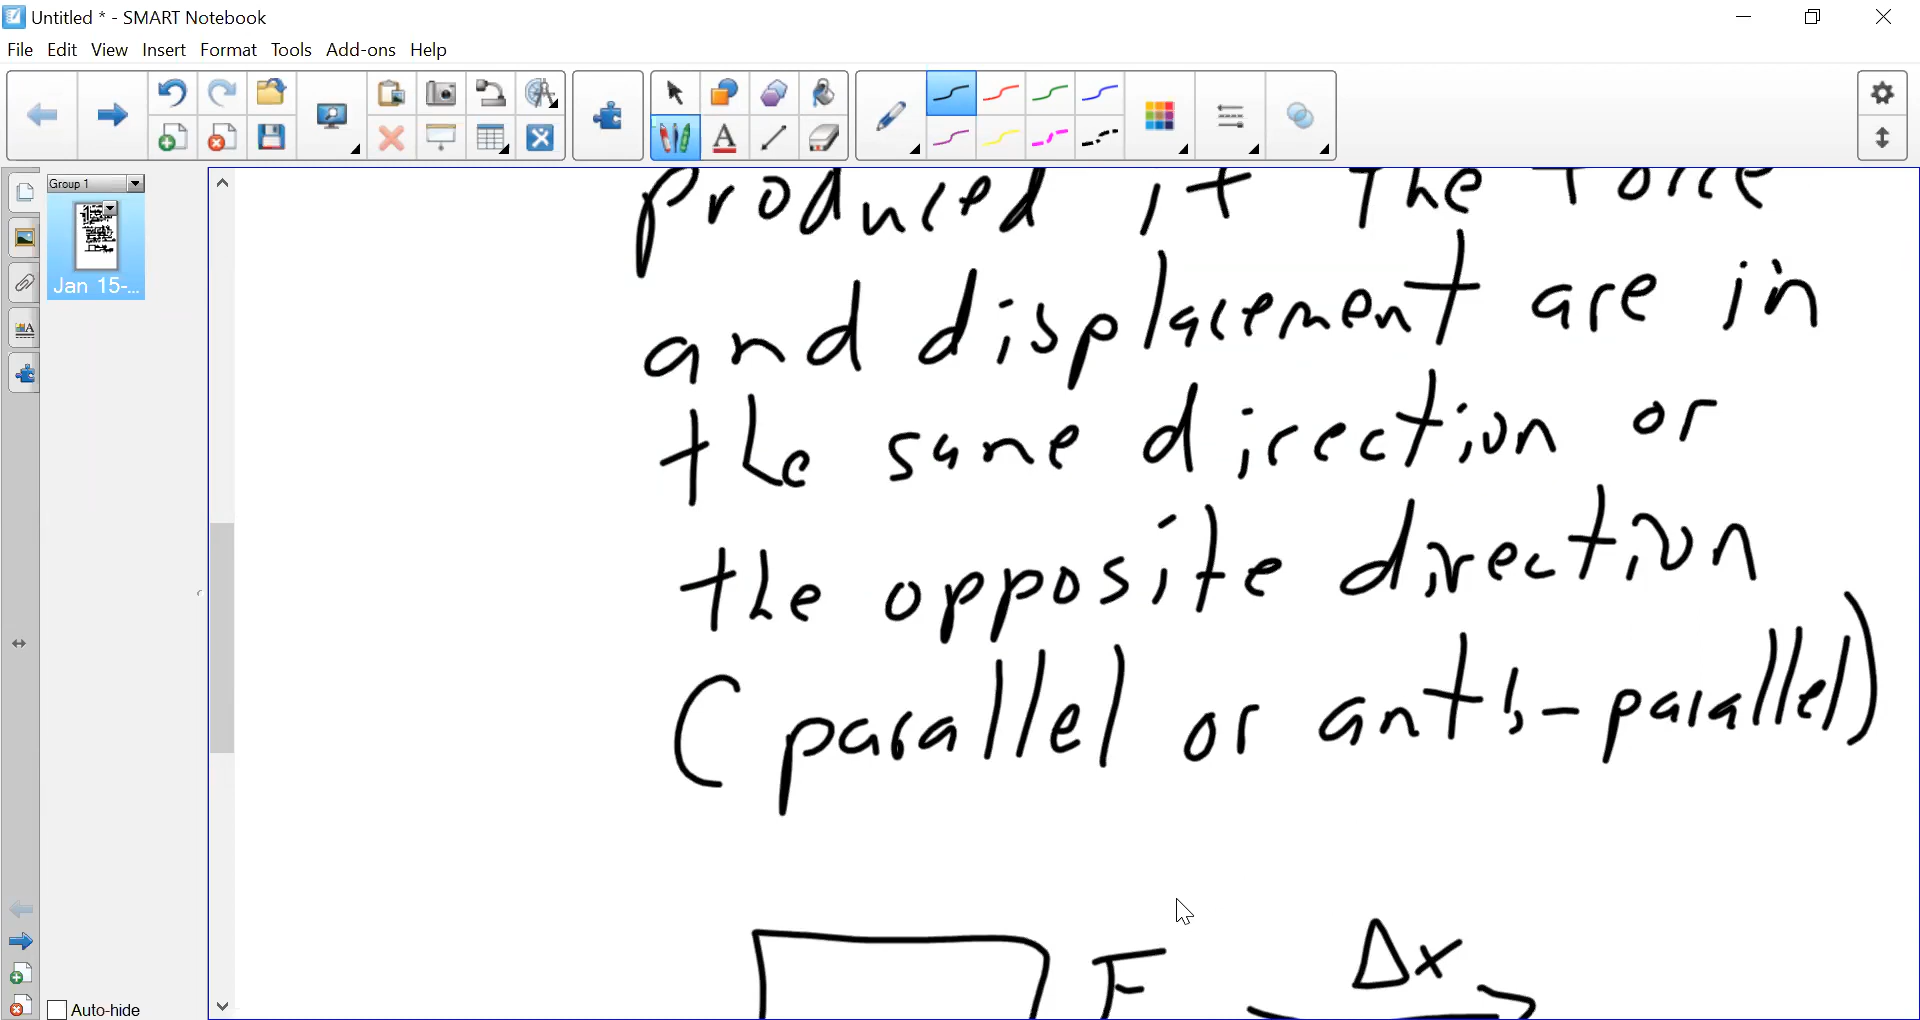 Untitled * - SMART Notebook
File Edit View Insert Format Tools Add-ons Help
Group 1
Jan 15-...
produced if the force
and displacement are in
the same direction or
the opposite direction
(parallel or anti-parallel)
F Δx
Auto-hide